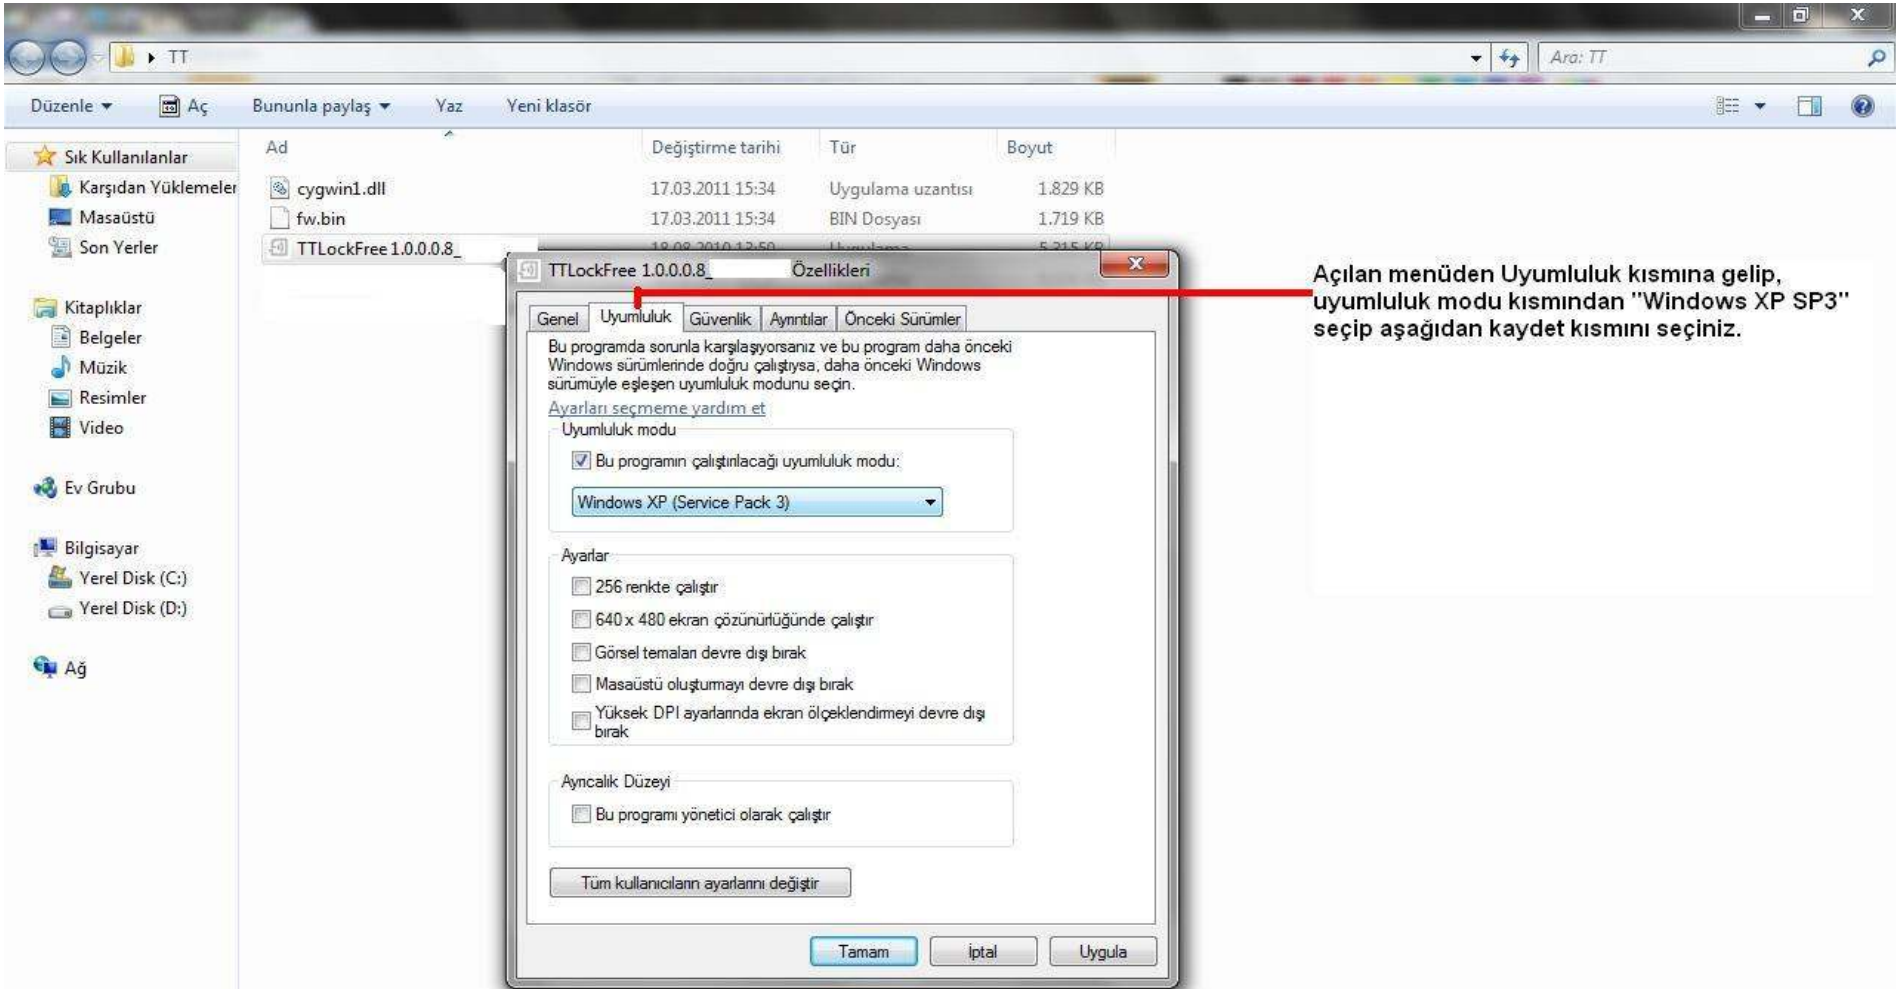 TT
Ara: TT
Düzenle Aç Bununla paylaş Yaz Yeni klasör
Sık Kullanılanlar
Karşıdan Yüklemeler
Masaüstü
Son Yerler
Kitaplıklar
Belgeler
Müzik
Resimler
Video
Ev Grubu
Bilgisayar
Yerel Disk (C:)
Yerel Disk (D:)
Ağ
Ad Değiştirme tarihi Tür Boyut
cygwin1.dll 17.03.2011 15:34 Uygulama uzantısı 1.829 KB
fw.bin 17.03.2011 15:34 BIN Dosyası 1.719 KB
TTLockFree 1.0.0.0.8_ 18.08.2010 13:50 Uygulama 5.315 KB
TTLockFree 1.0.0.0.8_ Özellikleri
Genel Uyumluluk Güvenlik Ayrıntılar Önceki Sürümler
Bu programda sorunla karşılaşıyorsanız ve bu program daha önceki
Windows sürümlerinde doğru çalıştıysa, daha önceki Windows
sürümüyle eşleşen uyumluluk modunu seçin.
Ayarları seçmeme yardım et
Uyumluluk modu
Bu programın çalıştırılacağı uyumluluk modu:
Windows XP (Service Pack 3)
Ayarlar
256 renkte çalıştır
640 x 480 ekran çözünürlüğünde çalıştır
Görsel temaları devre dışı bırak
Masaüstü oluşturmayı devre dışı bırak
Yüksek DPI ayarlarında ekran ölçeklendirmeyi devre dışı
bırak
Ayrıcalık Düzeyi
Bu programı yönetici olarak çalıştır
Tüm kullanıcıların ayarlarını değiştir
Tamam İptal Uygula
Açılan menüden Uyumluluk kısmına gelip,
uyumluluk modu kısmından "Windows XP SP3"
seçip aşağıdan kaydet kısmını seçiniz.